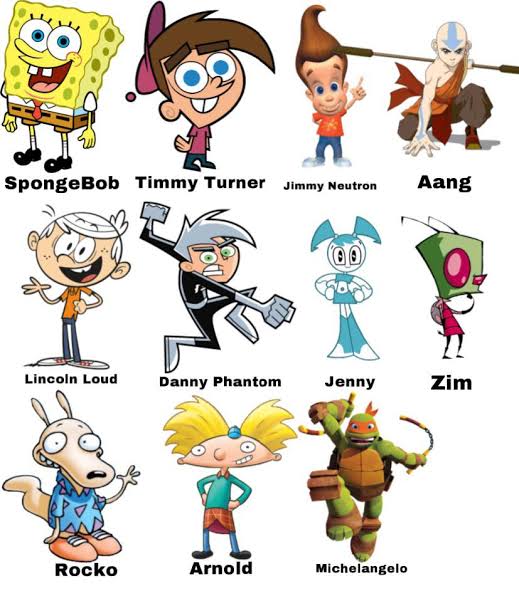 SpongeBob Timmy Turner Jimmy Neutron Aang
Lincoln Loud Danny Phantom Jenny Zim
Rocko Arnold Michelangelo